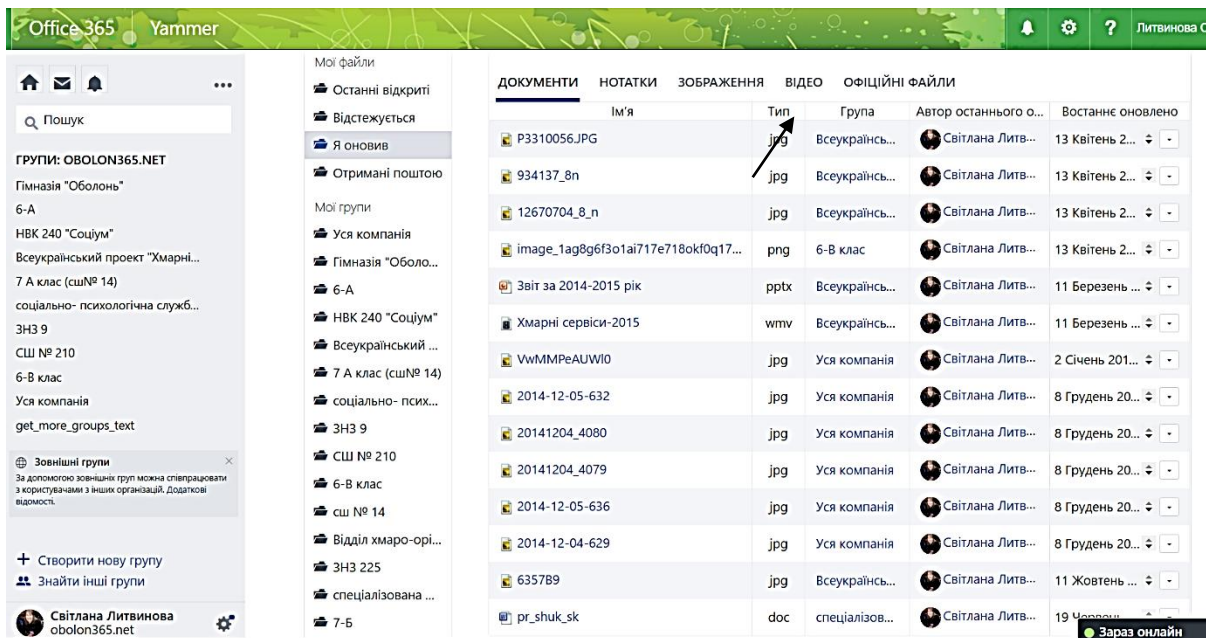 Office 365 Yammer
Литвинова С
Пошук
ГРУПИ: OBOLON365.NET
Гімназія "Оболонь"
6-А
НВК 240 "Соціум"
Всеукраїнський проект "Хмарні...
7 А клас (сш№ 14)
соціально- психологічна служб...
ЗНЗ 9
СШ № 210
6-В клас
Уся компанія
get_more_groups_text
Зовнішні групи
За допомогою зовнішніх груп можна співпрацювати
з користувачами з інших організацій. Додаткові
відомості.
+ Створити нову групу
Знайти інші групи
Світлана Литвинова
obolon365.net
Мої файли
Останні відкриті
Відстежується
Я оновив
Отримані поштою
Мої групи
Уся компанія
Гімназія "Оболо...
6-А
НВК 240 "Соціум"
Всеукраїнський ...
7 А клас (сш№ 14)
соціально- псих...
ЗНЗ 9
СШ № 210
6-В клас
сш № 14
Відділ хмаро-орі...
ЗНЗ 225
спеціалізована ...
7-Б
ДОКУМЕНТИ НОТАТКИ ЗОБРАЖЕННЯ ВІДЕО ОФІЦІЙНІ ФАЙЛИ
Ім'я Тип Група Автор останнього о... Востаннє оновлено
P3310056.JPG jpg Всеукраїнсь... Світлана Литв... 13 Квітень 2...
934137_8n jpg Всеукраїнсь... Світлана Литв... 13 Квітень 2...
12670704_8_n jpg Всеукраїнсь... Світлана Литв... 13 Квітень 2...
image_1ag8g6f3o1ai717e718okf0q17... png 6-В клас Світлана Литв... 13 Квітень 2...
Звіт за 2014-2015 рік pptx Всеукраїнсь... Світлана Литв... 11 Березень ...
Хмарні сервіси-2015 wmv Всеукраїнсь... Світлана Литв... 11 Березень ...
VwMMPeAUWl0 jpg Уся компанія Світлана Литв... 2 Січень 201...
2014-12-05-632 jpg Уся компанія Світлана Литв... 8 Грудень 20...
20141204_4080 jpg Уся компанія Світлана Литв... 8 Грудень 20...
20141204_4079 jpg Уся компанія Світлана Литв... 8 Грудень 20...
2014-12-05-636 jpg Уся компанія Світлана Литв... 8 Грудень 20...
2014-12-04-629 jpg Уся компанія Світлана Литв... 8 Грудень 20...
6357B9 jpg Всеукраїнсь... Світлана Литв... 11 Жовтень ...
pr_shuk_sk doc спеціалізов... Світлана Литв... 19
Зараз онлайн